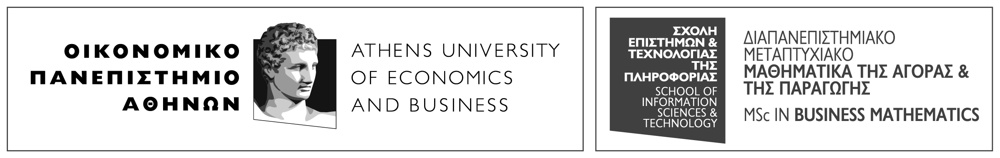 ΟΙΚΟΝΟΜΙΚΟ
ΠΑΝΕΠΙΣΤΗΜΙΟ
ΑΘΗΝΩΝ
ATHENS UNIVERSITY
OF ECONOMICS
AND BUSINESS
ΣΧΟΛΗ
ΕΠΙΣΤΗΜΩΝ &
ΤΕΧΝΟΛΟΓΙΑΣ
ΤΗΣ
ΠΛΗΡΟΦΟΡΙΑΣ
SCHOOL OF
INFORMATION
SCIENCES &
TECHNOLOGY
ΔΙΑΠΑΝΕΠΙΣΤΗΜΙΑΚΟ
ΜΕΤΑΠΤΥΧΙΑΚΟ
ΜΑΘΗΜΑΤΙΚΑ ΤΗΣ ΑΓΟΡΑΣ &
ΤΗΣ ΠΑΡΑΓΩΓΗΣ
MSc IN BUSINESS MATHEMATICS